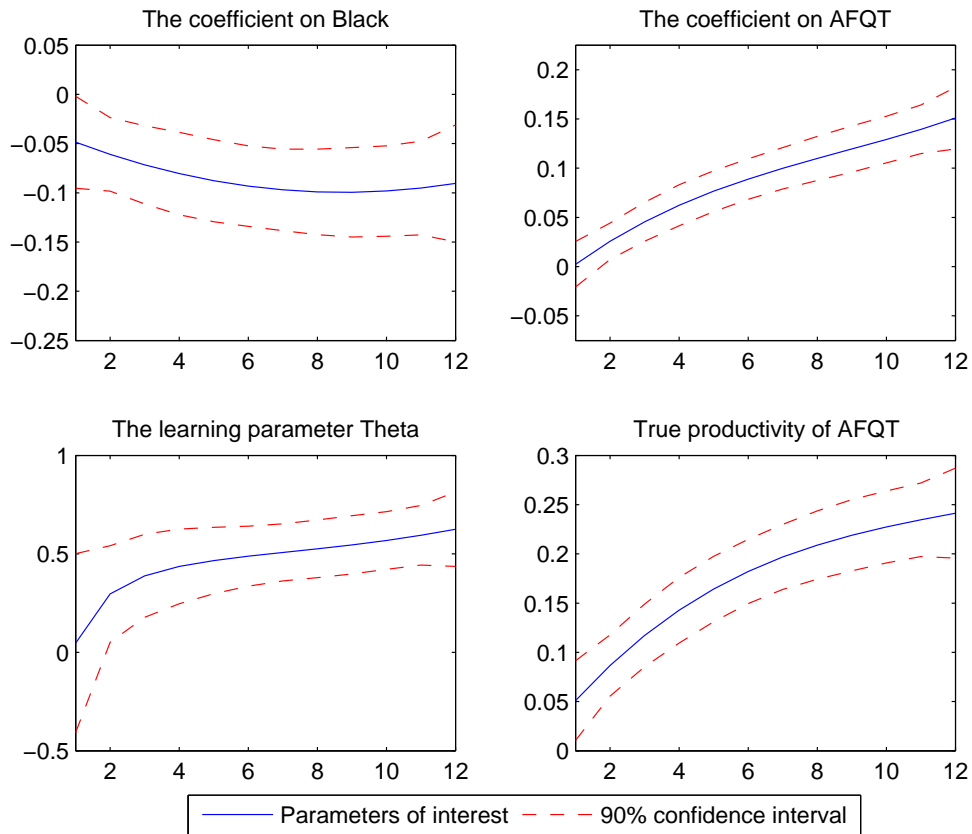 The coefficient on Black
0.05
0
−0.05
−0.1
−0.15
−0.2
−0.25
2 4 6 8 10 12
The coefficient on AFQT
0.2
0.15
0.1
0.05
0
−0.05
2 4 6 8 10 12
The learning parameter Theta
1
0.5
0
−0.5
2 4 6 8 10 12
True productivity of AFQT
0.3
0.25
0.2
0.15
0.1
0.05
0
2 4 6 8 10 12
Parameters of interest
90% confidence interval